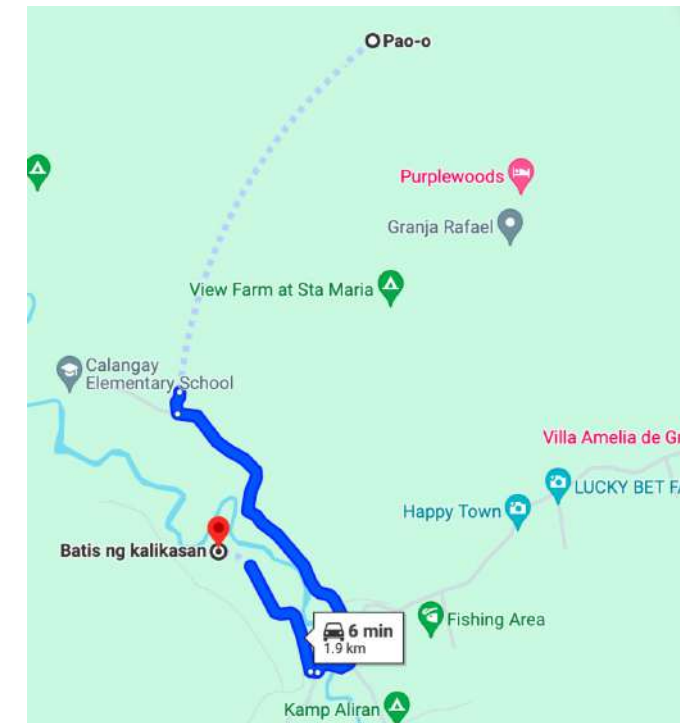 Pao-o
Purplewoods
Granja Rafael
View Farm at Sta Maria
Calangay
Elementary School
Villa Amelia de Gr
LUCKY BET FA
Happy Town
Batis ng kalikasan
6 min
1.9 km
Fishing Area
Kamp Aliran